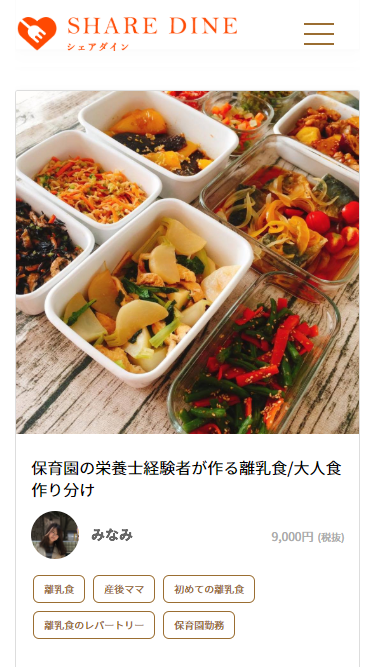 SHARE DINE
シェアダイン
保育園の栄養士経験者が作る離乳食/大人食
作り分け
みなみ
9,000円 (税抜)
離乳食 産後ママ 初めての離乳食
離乳食のレパートリー 保育園勤務